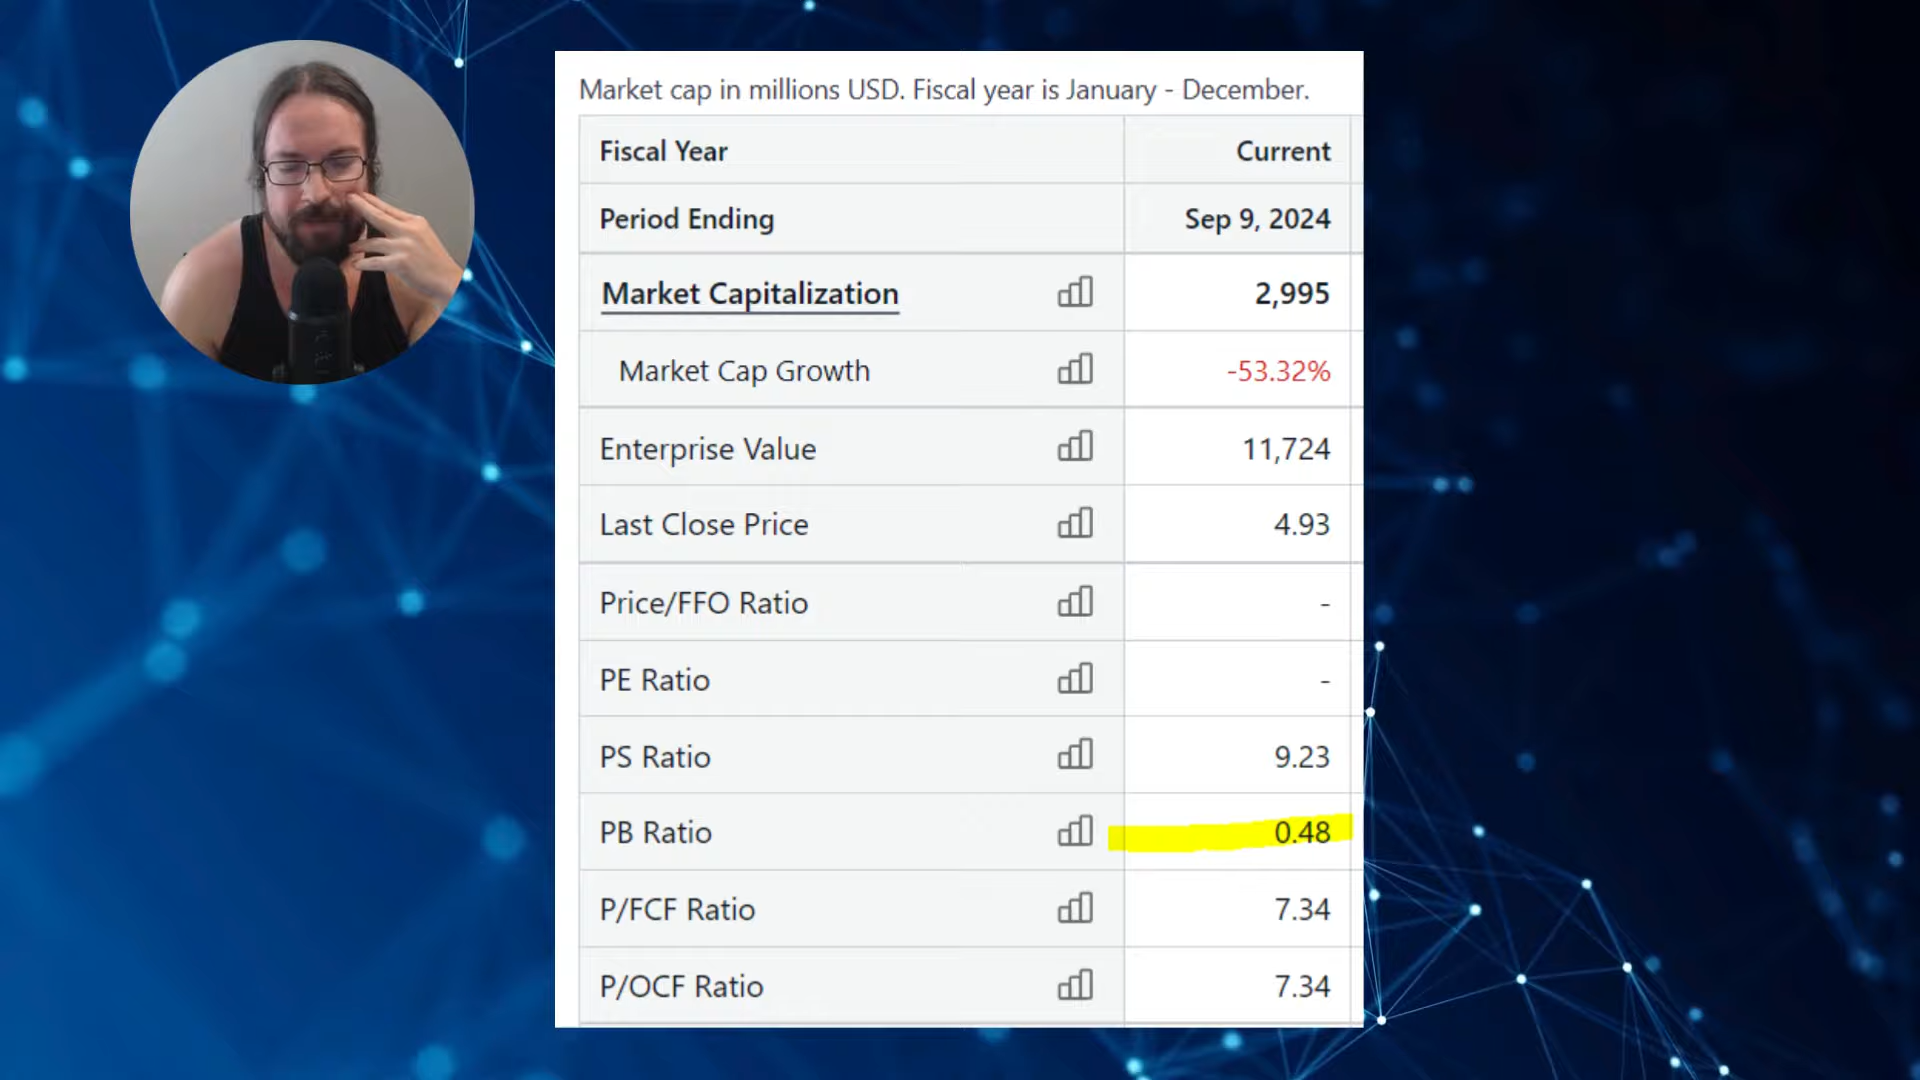 Market cap in millions USD. Fiscal year is January - December.
Fiscal Year Current
Period Ending Sep 9, 2024
Market Capitalization 2,995
Market Cap Growth -53.32%
Enterprise Value 11,724
Last Close Price 4.93
Price/FFO Ratio -
PE Ratio -
PS Ratio 9.23
PB Ratio 0.48
P/FCF Ratio 7.34
P/OCF Ratio 7.34